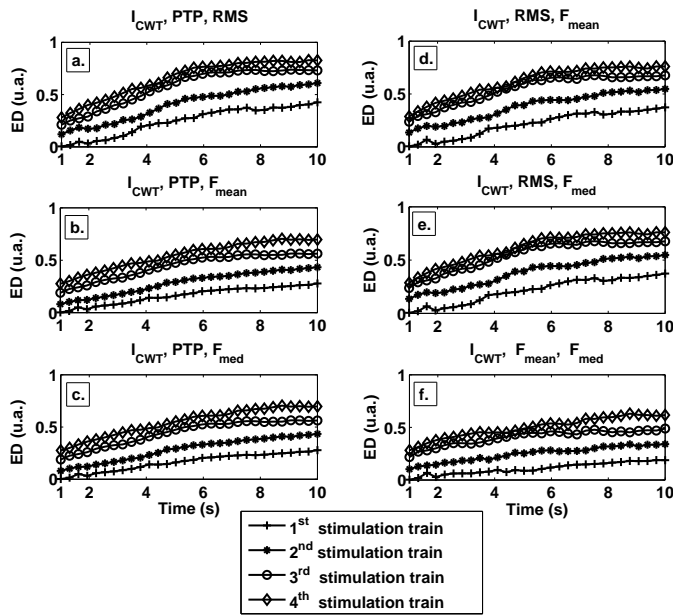 I_CWT, PTP, RMS
a.
ED (u.a.)
1
0.5
0
1 2 4 6 8 10
I_CWT, RMS, F_mean
d.
ED (u.a.)
1
0.5
0
1 2 4 6 8 10
I_CWT, PTP, F_mean
b.
ED (u.a.)
1
0.5
0
1 2 4 6 8 10
I_CWT, RMS, F_med
e.
ED (u.a.)
1
0.5
0
1 2 4 6 8 10
I_CWT, PTP, F_med
c.
ED (u.a.)
1
0.5
0
1 2 4 6 8 10
Time (s)
I_CWT, F_mean, F_med
f.
ED (u.a.)
1
0.5
0
1 2 4 6 8 10
Time (s)
1st stimulation train
2nd stimulation train
3rd stimulation train
4th stimulation train